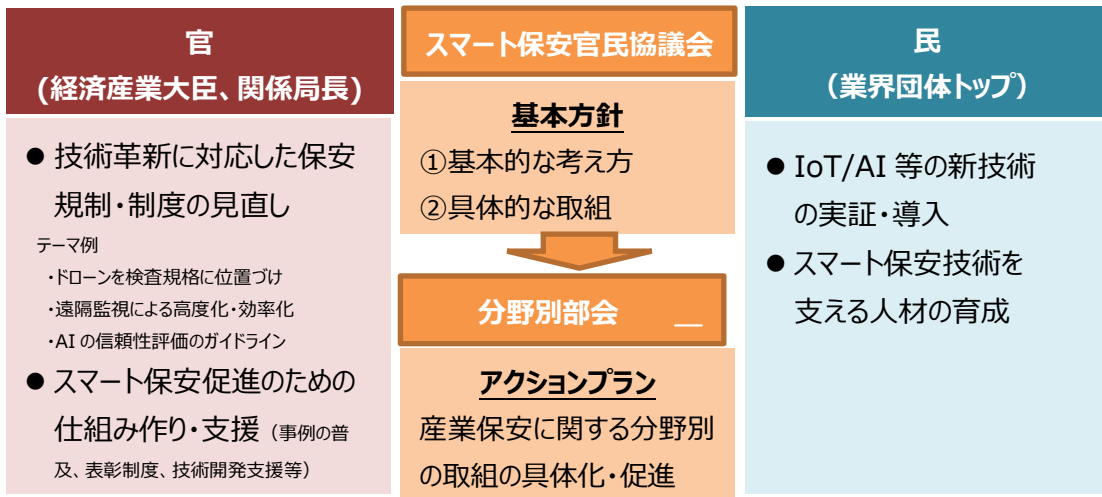 官
(経済産業大臣、関係局長)
● 技術革新に対応した保安
規制・制度の見直し
テーマ例
・ドローンを検査規格に位置づけ
・遠隔監視による高度化・効率化
・AI の信頼性評価のガイドライン
● スマート保安促進のための
仕組み作り・支援（事例の普
及、表彰制度、技術開発支援等）
スマート保安官民協議会
基本方針
①基本的な考え方
②具体的な取組
分野別部会
アクションプラン
産業保安に関する分野別
の取組の具体化・促進
民
（業界団体トップ）
● IoT/AI 等の新技術
の実証・導入
● スマート保安技術を
支える人材の育成